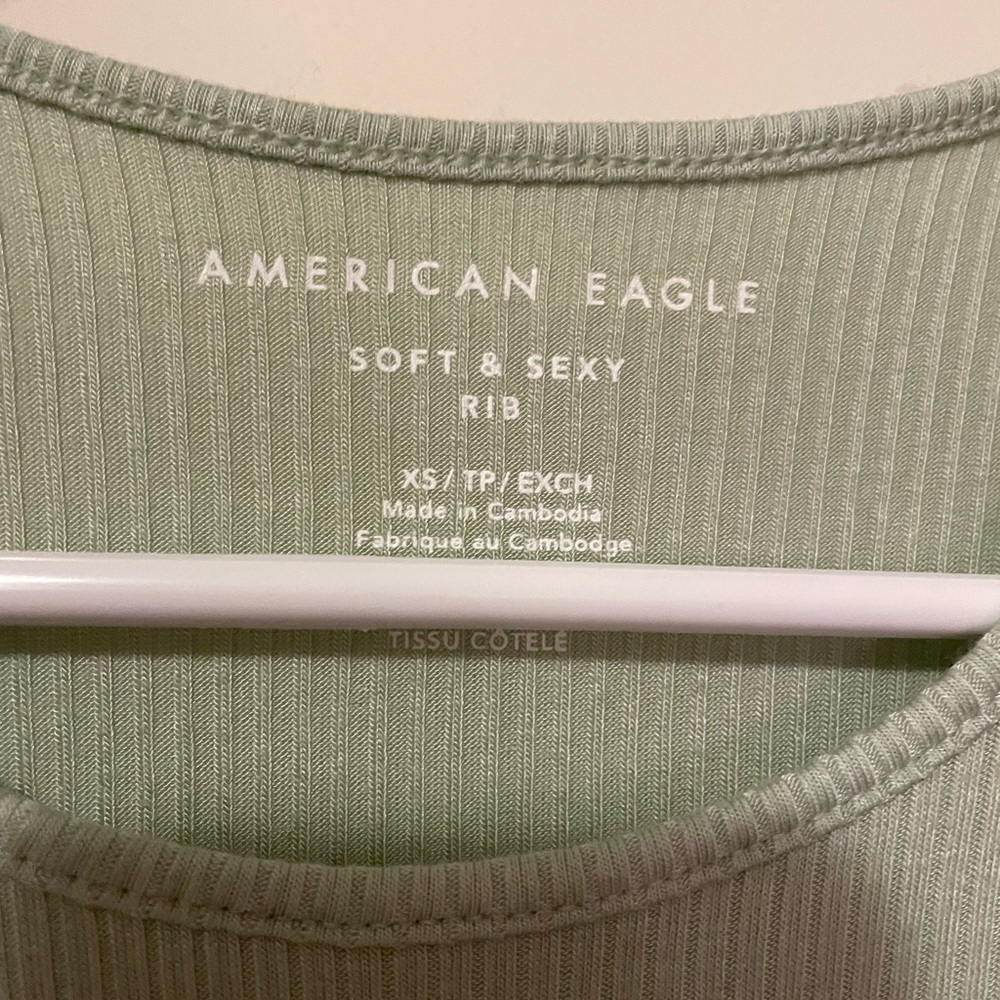 AMERICAN EAGLE
SOFT & SEXY
RIB
XS / TP / EXCH
Made in Cambodia
Fabrique au Cambodge
TISSU CÔTELÉ